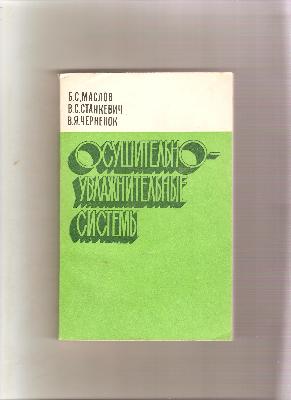 Б.С.МАСЛОВ
В.С.СТАНКЕВИЧ
В.Я.ЧЕРНЕНОК
ОСУШИТЕЛЬНО-
УВЛАЖНИТЕЛЬНЫЕ
СИСТЕМЫ